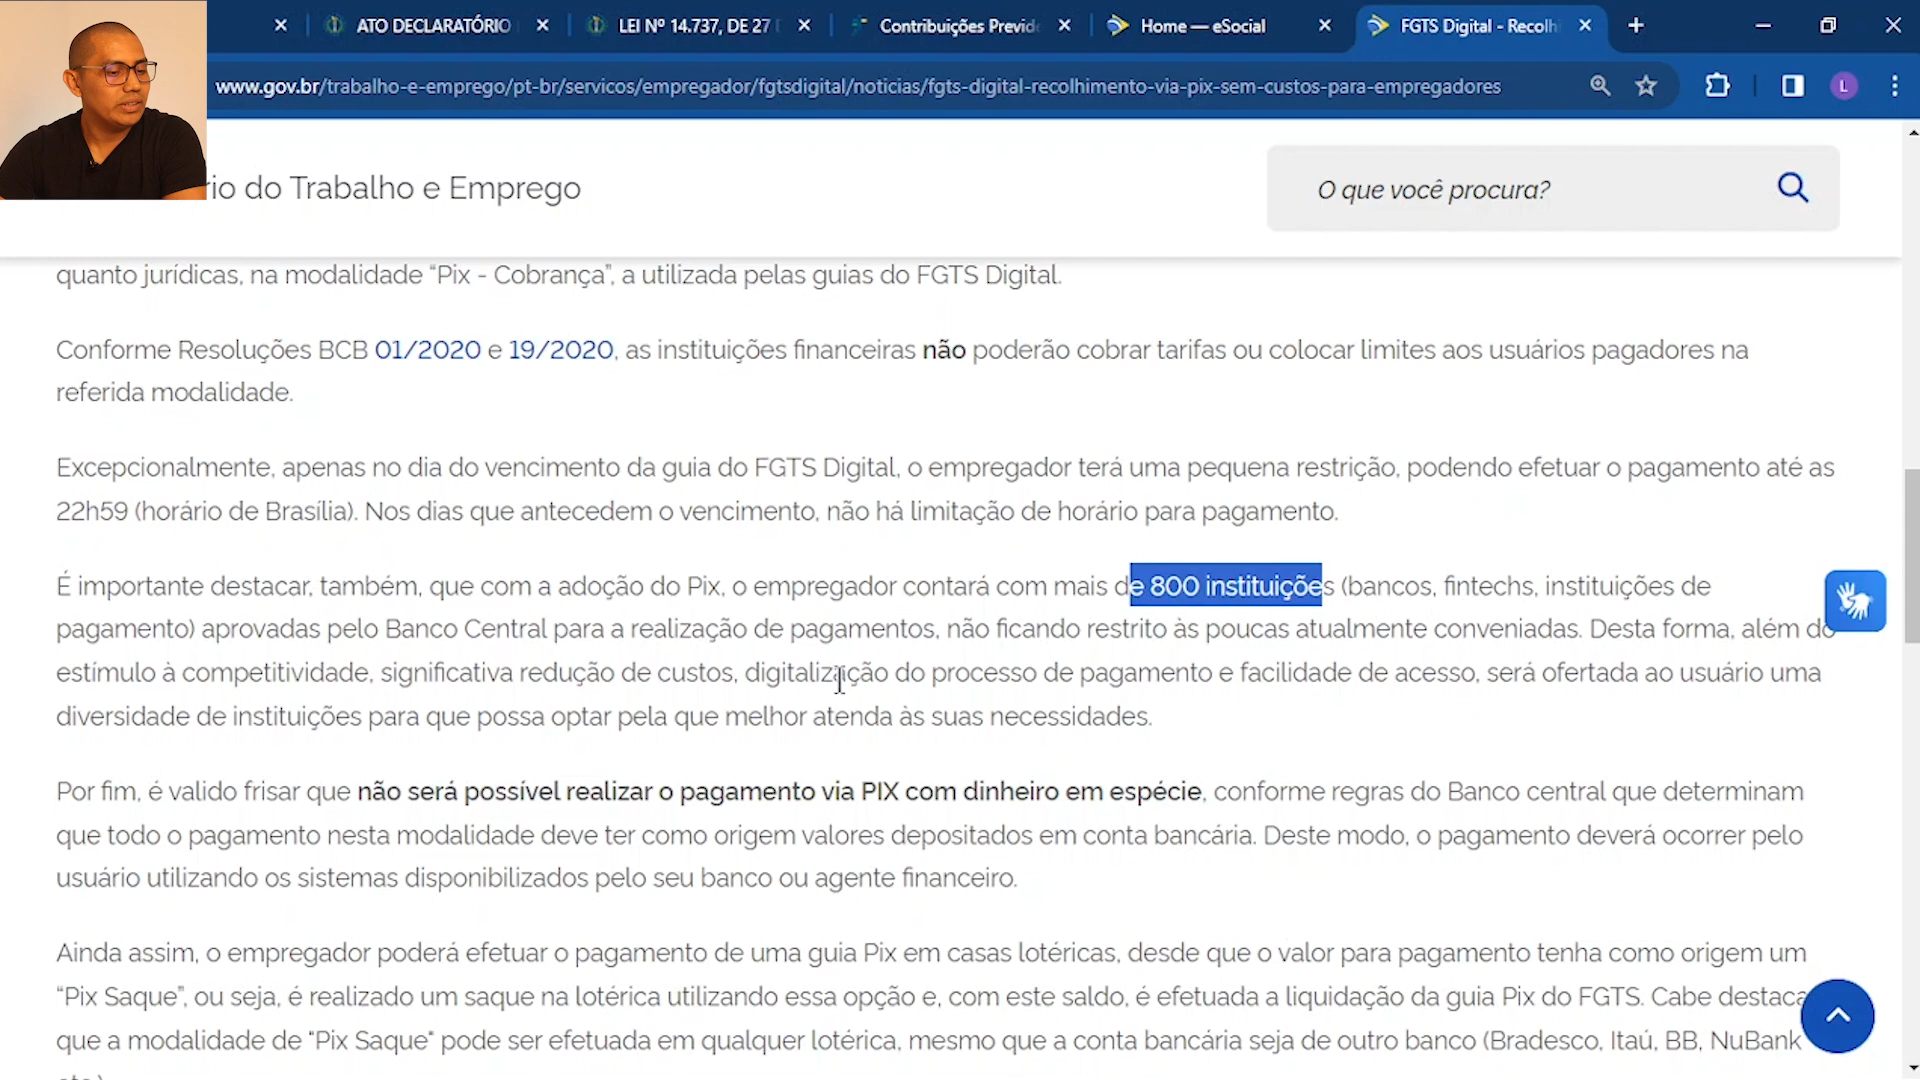 ATO DECLARATÓRIO
LEI Nº 14.737, DE 27
Contribuições Previd
Home — eSocial
FGTS Digital - Recolh
www.gov.br/trabalho-e-emprego/pt-br/servicos/empregador/fgtsdigital/noticias/fgts-digital-recolhimento-via-pix-sem-custos-para-empregadores
L
rio do Trabalho e Emprego
O que você procura?
quanto jurídicas, na modalidade “Pix - Cobrança”, a utilizada pelas guias do FGTS Digital.
Conforme Resoluções BCB 01/2020 e 19/2020, as instituições financeiras não poderão cobrar tarifas ou colocar limites aos usuários pagadores na
referida modalidade.
Excepcionalmente, apenas no dia do vencimento da guia do FGTS Digital, o empregador terá uma pequena restrição, podendo efetuar o pagamento até as
22h59 (horário de Brasília). Nos dias que antecedem o vencimento, não há limitação de horário para pagamento.
É importante destacar, também, que com a adoção do Pix, o empregador contará com mais de 800 instituições (bancos, fintechs, instituições de
pagamento) aprovadas pelo Banco Central para a realização de pagamentos, não ficando restrito às poucas atualmente conveniadas. Desta forma, além do
estímulo à competitividade, significativa redução de custos, digitalização do processo de pagamento e facilidade de acesso, será ofertada ao usuário uma
diversidade de instituições para que possa optar pela que melhor atenda às suas necessidades.
Por fim, é valido frisar que não será possível realizar o pagamento via PIX com dinheiro em espécie, conforme regras do Banco central que determinam
que todo o pagamento nesta modalidade deve ter como origem valores depositados em conta bancária. Deste modo, o pagamento deverá ocorrer pelo
usuário utilizando os sistemas disponibilizados pelo seu banco ou agente financeiro.
Ainda assim, o empregador poderá efetuar o pagamento de uma guia Pix em casas lotéricas, desde que o valor para pagamento tenha como origem um
“Pix Saque”, ou seja, é realizado um saque na lotérica utilizando essa opção e, com este saldo, é efetuada a liquidação da guia Pix do FGTS. Cabe destaca
que a modalidade de "Pix Saque" pode ser efetuada em qualquer lotérica, mesmo que a conta bancária seja de outro banco (Bradesco, Itaú, BB, NuBank